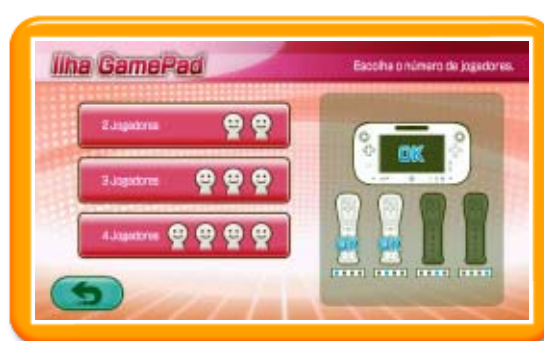 Ilha GamePad
Escolha o número de jogadores.
2 Jogadores
3 Jogadores
4 Jogadores
OK